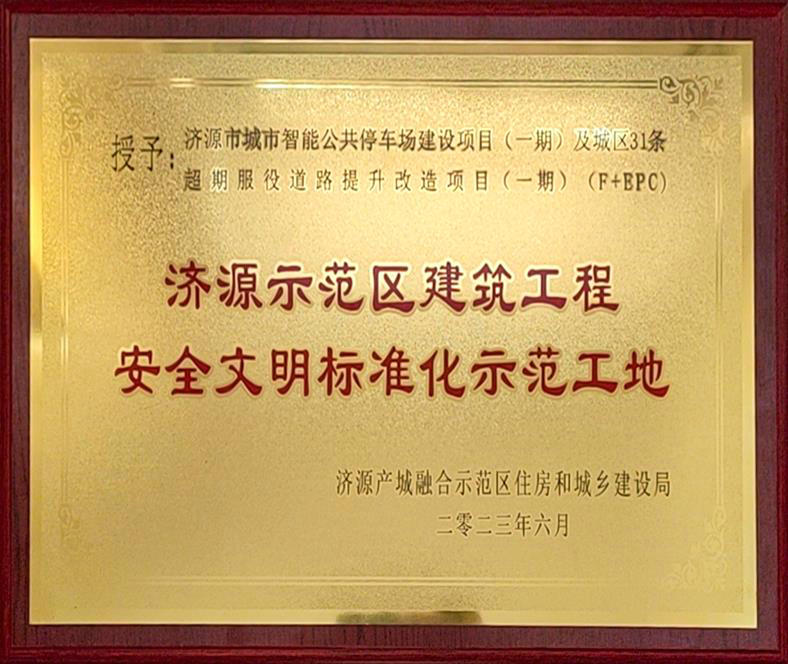 授予：
济源市城市智能公共停车场建设项目（一期）及城区31条
超期服役道路提升改造项目（一期）（F+EPC）
济源示范区建筑工程
安全文明标准化示范工地
济源产城融合示范区住房和城乡建设局
二零二三年六月